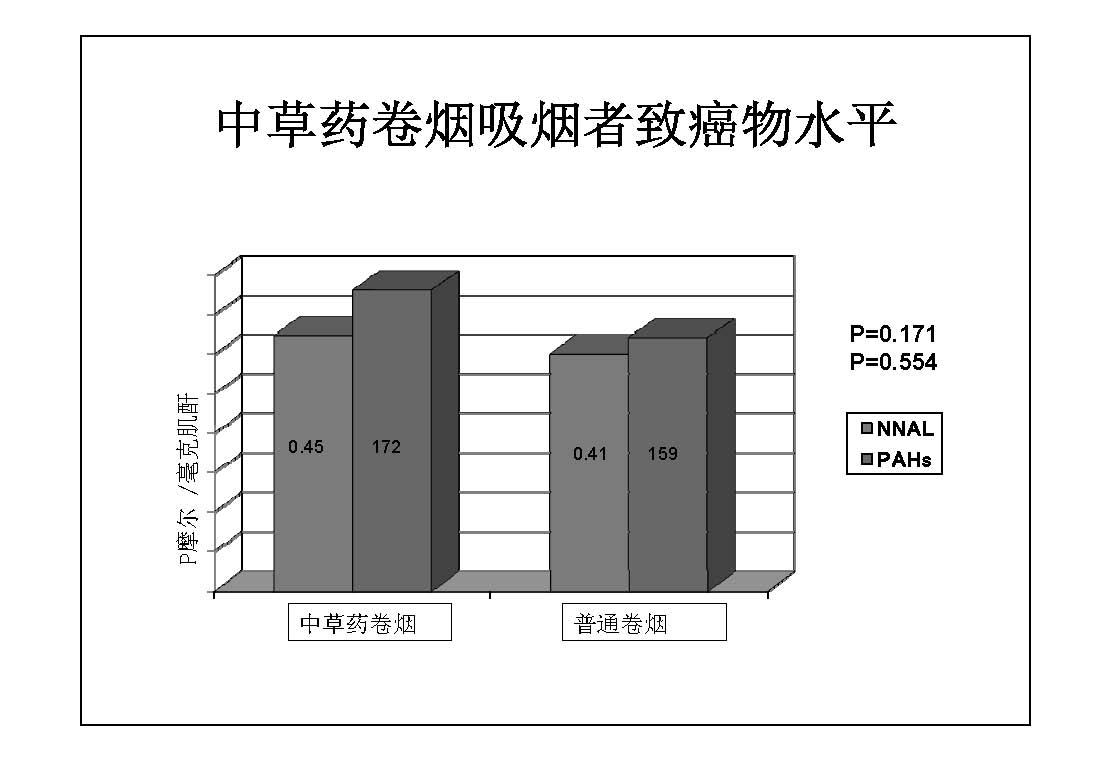 中草药卷烟吸烟者致癌物水平
P摩尔 /毫克肌酐
0.45
172
0.41
159
中草药卷烟
普通卷烟
P=0.171
P=0.554
NNAL
PAHs